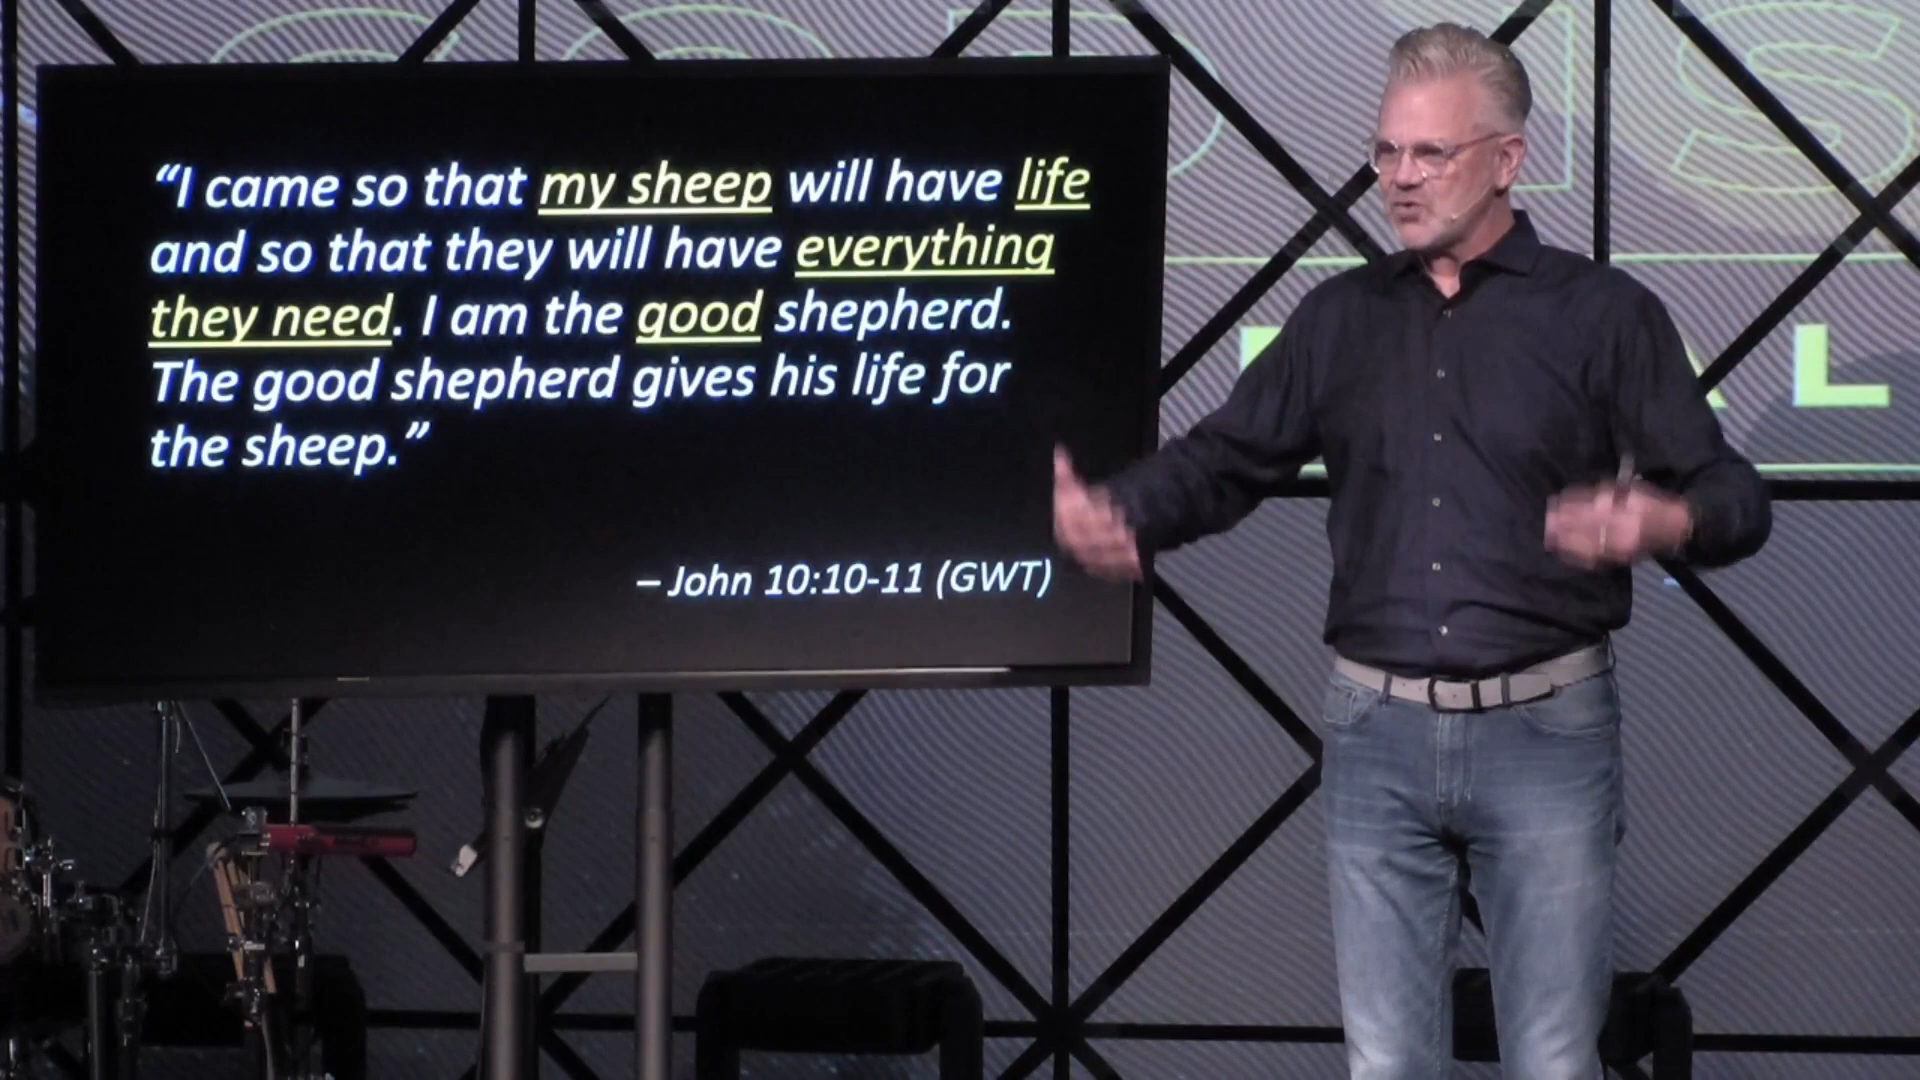 “I came so that my sheep will have life
and so that they will have everything
they need. I am the good shepherd.
The good shepherd gives his life for
the sheep.”
– John 10:10-11 (GWT)